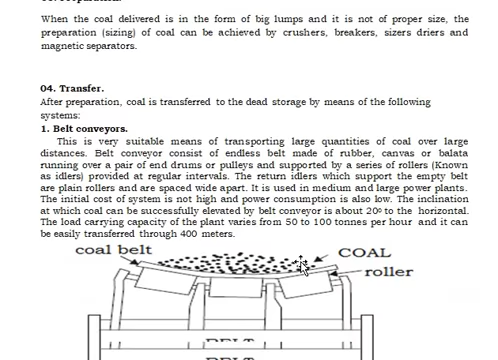 When the coal delivered is in the form of big lumps and it is not of proper size, the
preparation (sizing) of coal can be achieved by crushers, breakers, sizers driers and
magnetic separators.
04. Transfer.
After preparation, coal is transferred to the dead storage by means of the following
systems:
1. Belt conveyors.
This is very suitable means of transporting large quantities of coal over large
distances. Belt conveyor consist of endless belt made of rubber, canvas or balata
running over a pair of end drums or pulleys and supported by a series of rollers (Known
as idlers) provided at regular intervals. The return idlers which support the empty belt
are plain rollers and are spaced wide apart. It is used in medium and large power plants.
The initial cost of system is not high and power consumption is also low. The inclination
at which coal can be successfully elevated by belt conveyor is about 20º to the horizontal.
The load carrying capacity of the plant varies from 50 to 100 tonnes per hour and it can
be easily transferred through 400 meters.
coal belt
COAL
roller